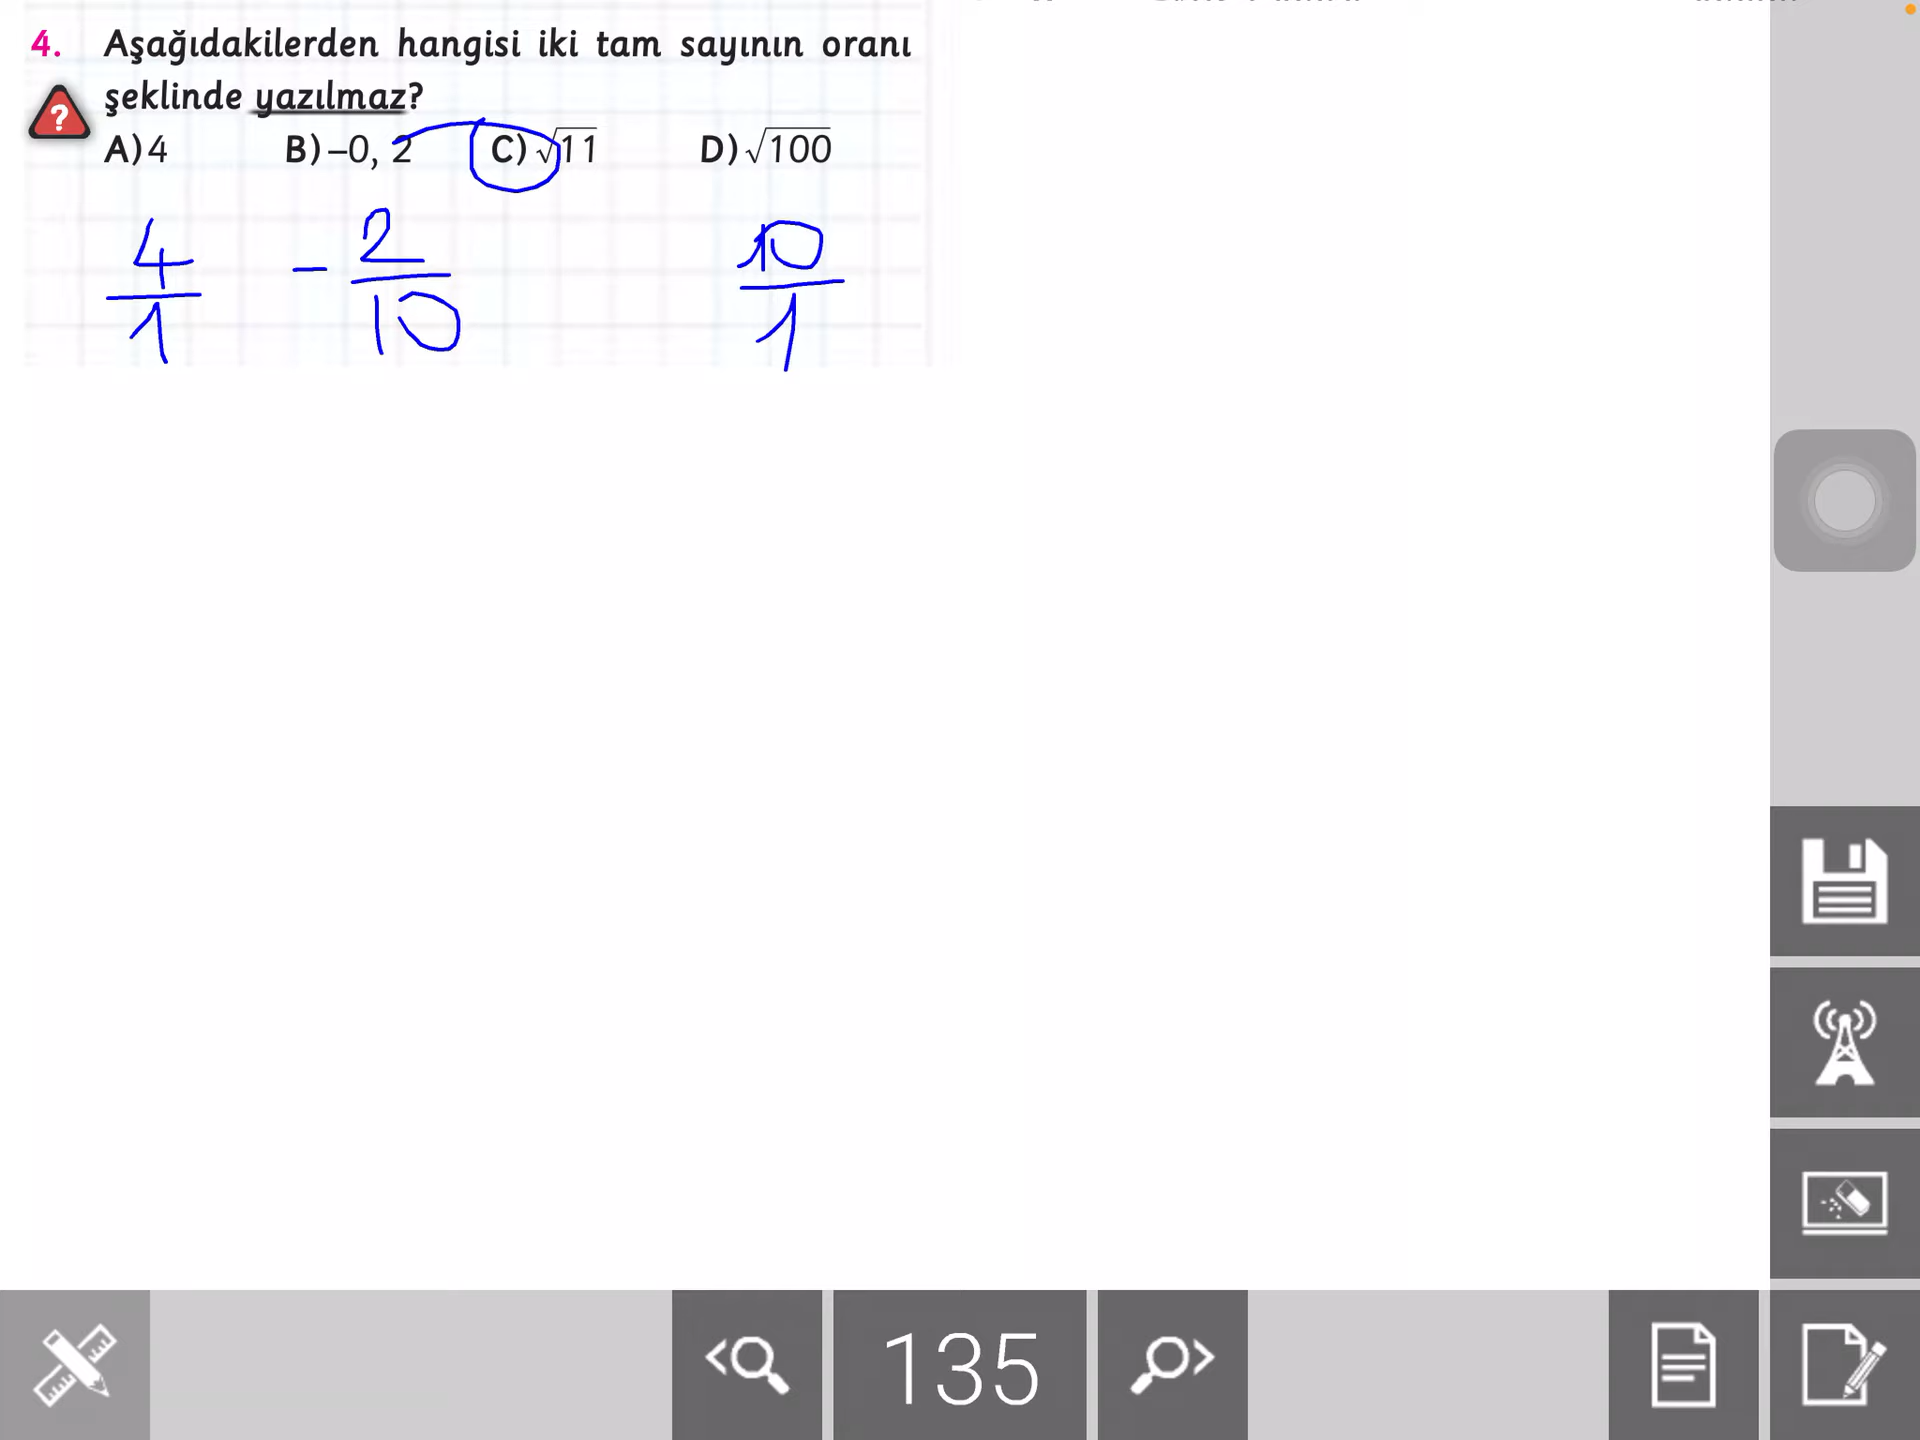 4. Aşağıdakilerden hangisi iki tam sayının oranı
şeklinde yazılmaz?
?
A) 4 B) –0, 2 C) √11 D) √100
4/1 - 2/10 10/1
135